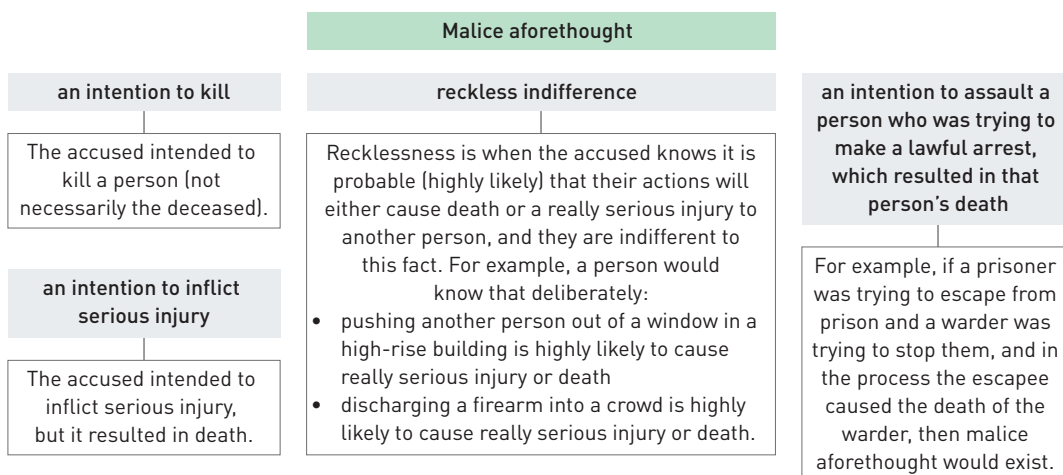 Malice aforethought
an intention to kill
The accused intended to
kill a person (not
necessarily the deceased).
an intention to inflict
serious injury
The accused intended to
inflict serious injury,
but it resulted in death.
reckless indifference
Recklessness is when the accused knows it is
probable (highly likely) that their actions will
either cause death or a really serious injury to
another person, and they are indifferent to
this fact. For example, a person would
know that deliberately:
• pushing another person out of a window in a
high-rise building is highly likely to cause
really serious injury or death
• discharging a firearm into a crowd is highly
likely to cause really serious injury or death.
an intention to assault a
person who was trying to
make a lawful arrest,
which resulted in that
person's death
For example, if a prisoner
was trying to escape from
prison and a warder was
trying to stop them, and in
the process the escapee
caused the death of the
warder, then malice
aforethought would exist.